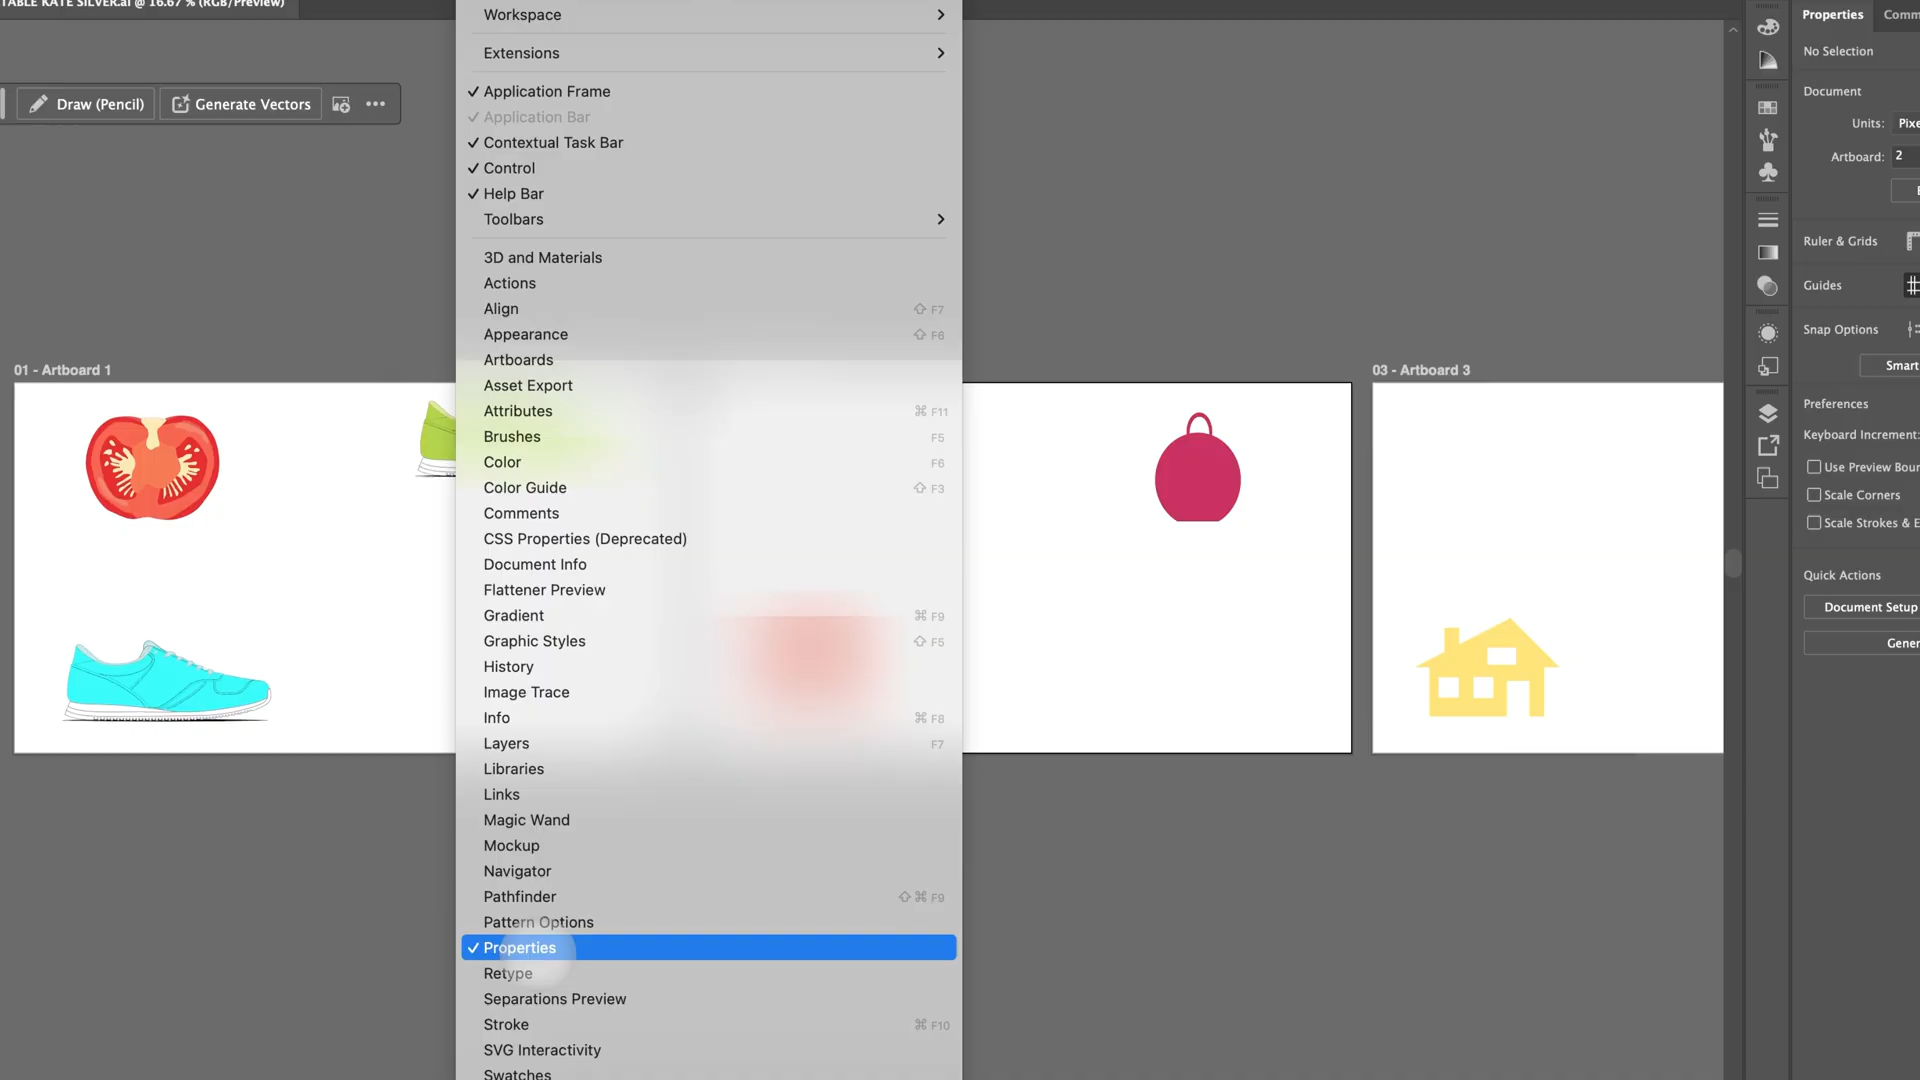 TABLE KATE SILVER.ai @ 16.67 % (RGB/Preview)
Draw (Pencil)
Generate Vectors
01 - Artboard 1
Workspace
Extensions
Application Frame
Application Bar
Contextual Task Bar
Control
Help Bar
Toolbars
3D and Materials
Actions
Align ⇧ F7
Appearance ⇧ F6
Artboards
Asset Export
Attributes ⌘ F11
Brushes F5
Color F6
Color Guide ⇧ F3
Comments
CSS Properties (Deprecated)
Document Info
Flattener Preview
Gradient ⌘ F9
Graphic Styles ⇧ F5
History
Image Trace
Info ⌘ F8
Layers F7
Libraries
Links
Magic Wand
Mockup
Navigator
Pathfinder ⇧ ⌘ F9
Pattern Options
Properties
Retype
Separations Preview
Stroke ⌘ F10
SVG Interactivity
Swatches
03 - Artboard 3
Properties Comm
No Selection
Document
Units: Pixe
Artboard: 2
Ruler & Grids
Guides
Snap Options
Smart
Preferences
Keyboard Increment:
Use Preview Boun
Scale Corners
Scale Strokes & E
Quick Actions
Document Setup
Gener